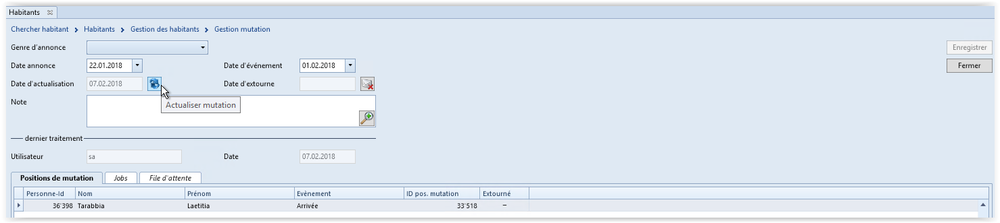 Habitants
Chercher habitant > Habitants > Gestion des habitants > Gestion mutation
Genre d'annonce Enregistrer
Date annonce 22.01.2018 Date d'événement 01.02.2018 Fermer
Date d'actualisation 07.02.2018 Date d'extourne
Note Actualiser mutation
dernier traitement
Utilisateur sa Date 07.02.2018
Positions de mutation Jobs File d'attente
Personne-Id Nom Prénom Evènement ID pos. mutation Extourné
36'398 Tarabbia Laetitia Arrivée 33'518 –